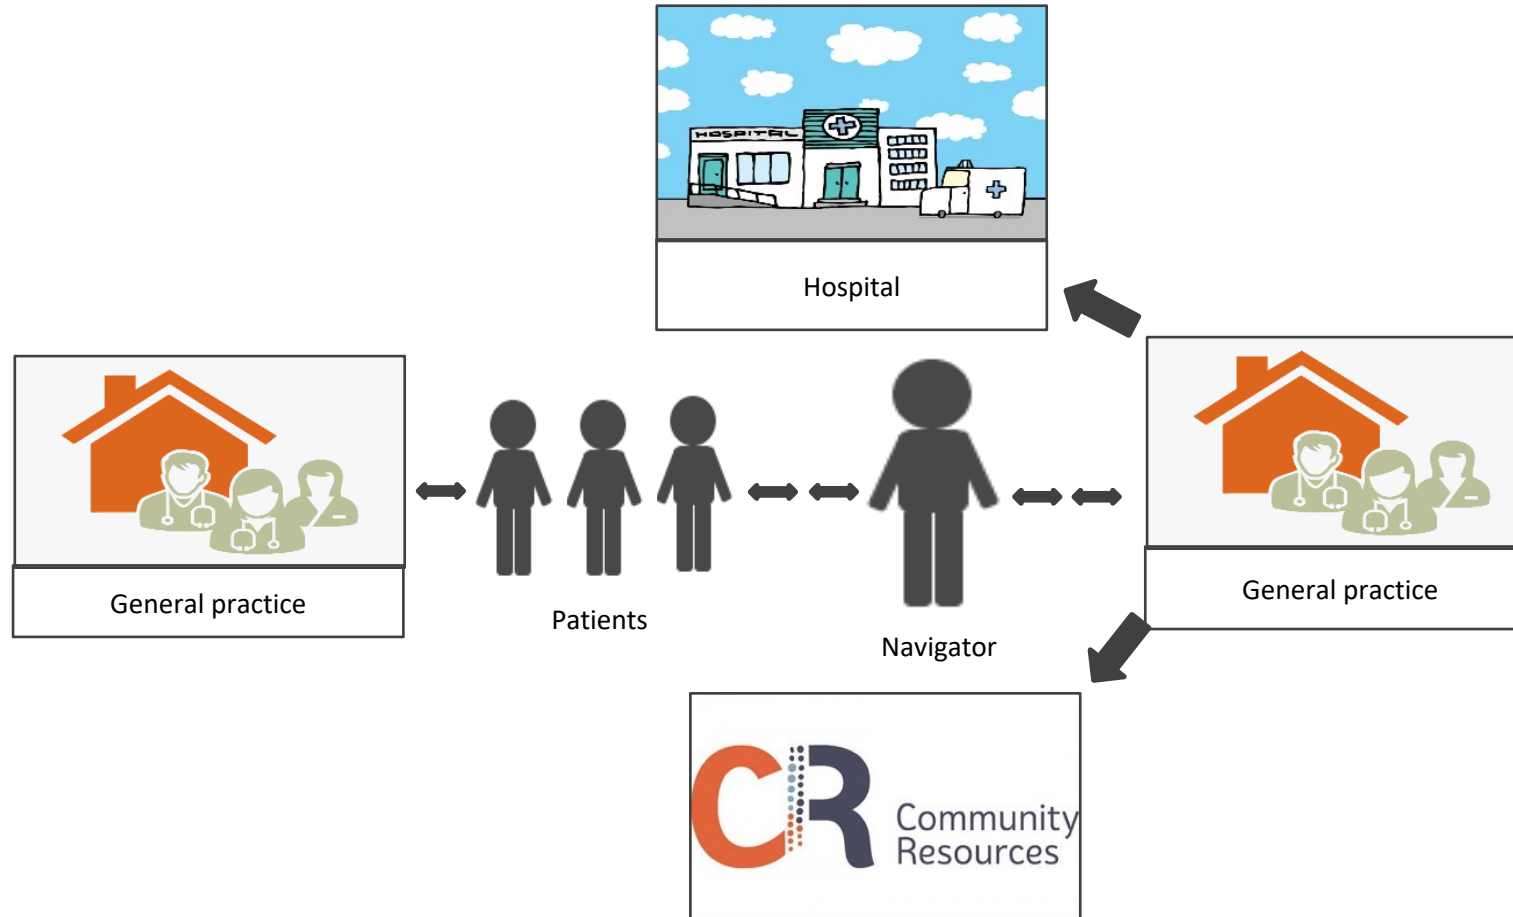 HOSPITAL
Hospital
General practice
Patients
Navigator
General practice
CR
Community
Resources